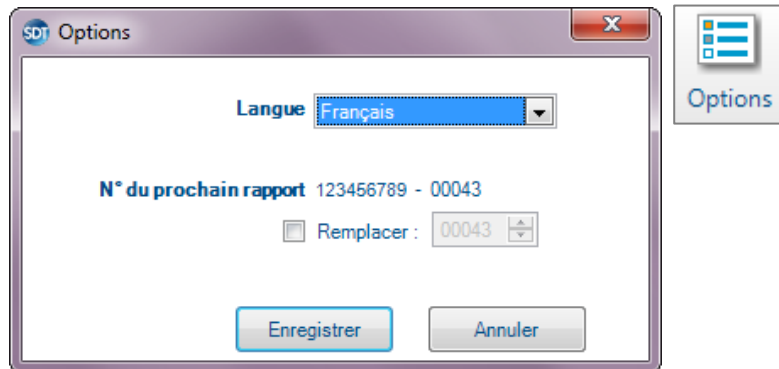 SDT Options
Langue Français
N° du prochain rapport 123456789 - 00043
Remplacer : 00043
Enregistrer Annuler
Options